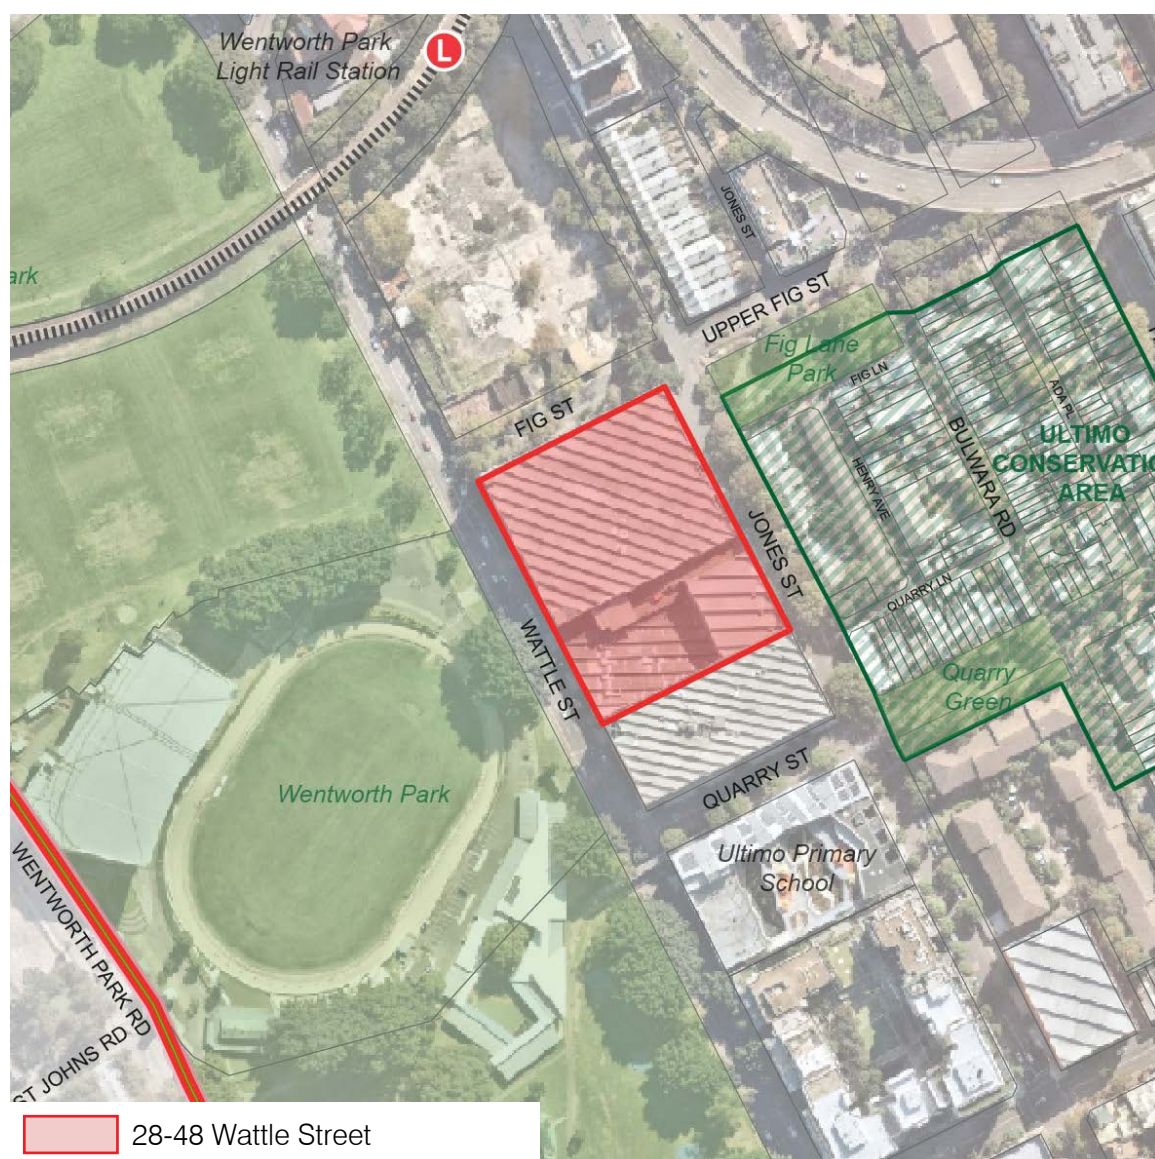 Wentworth Park
Light Rail Station
L
ark
JONES ST
UPPER FIG ST
Fig Lane
Park
FIG LN
ADA PL
FIG ST
BULWARA RD
ULTIMO
CONSERVATIO
AREA
HENRY AVE
JONES ST
QUARRY LN
WATTLE ST
Quarry
Green
Wentworth Park
QUARRY ST
Ultimo Primary
School
WENTWORTH PARK RD
ST JOHNS RD
28-48 Wattle Street